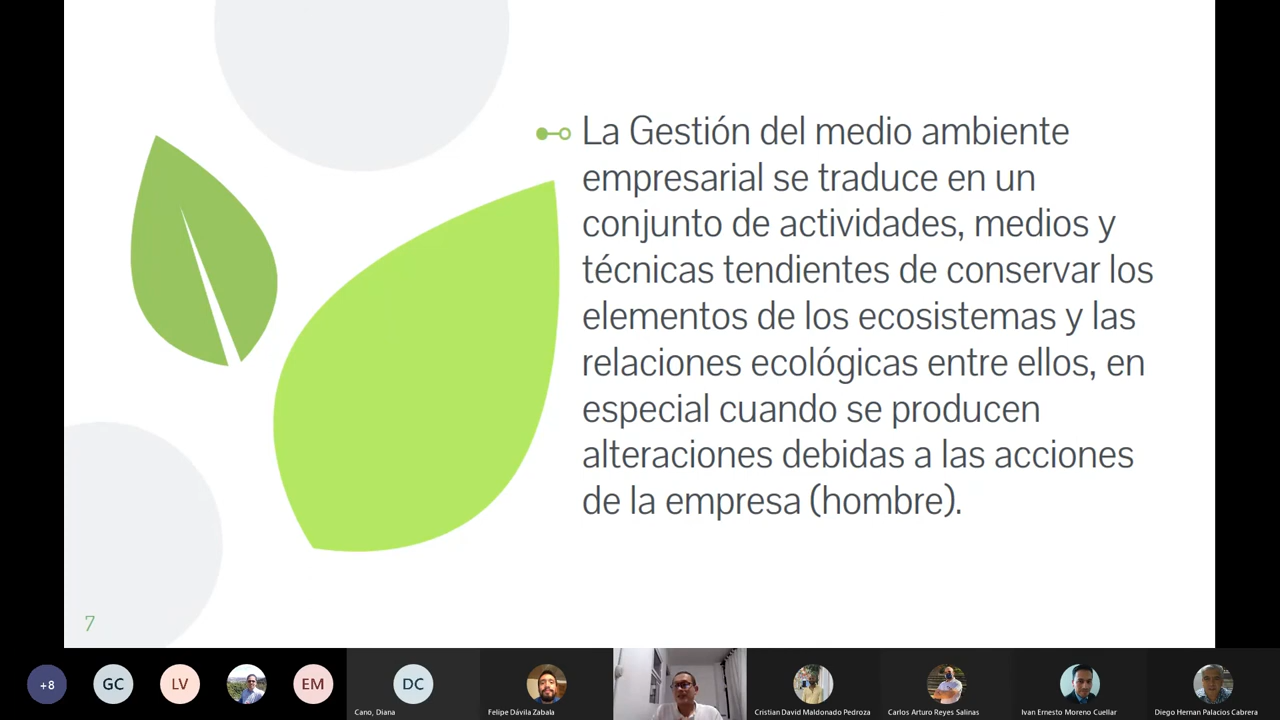 La Gestión del medio ambiente
empresarial se traduce en un
conjunto de actividades, medios y
técnicas tendientes de conservar los
elementos de los ecosistemas y las
relaciones ecológicas entre ellos, en
especial cuando se producen
alteraciones debidas a las acciones
de la empresa (hombre).
7
+8
GC
LV
EM
DC
Cano, Diana
Felipe Dávila Zabala
Cristian David Maldonado Pedroza
Carlos Arturo Reyes Salinas
Ivan Ernesto Moreno Cuellar
Diego Hernan Palacios Cabrera